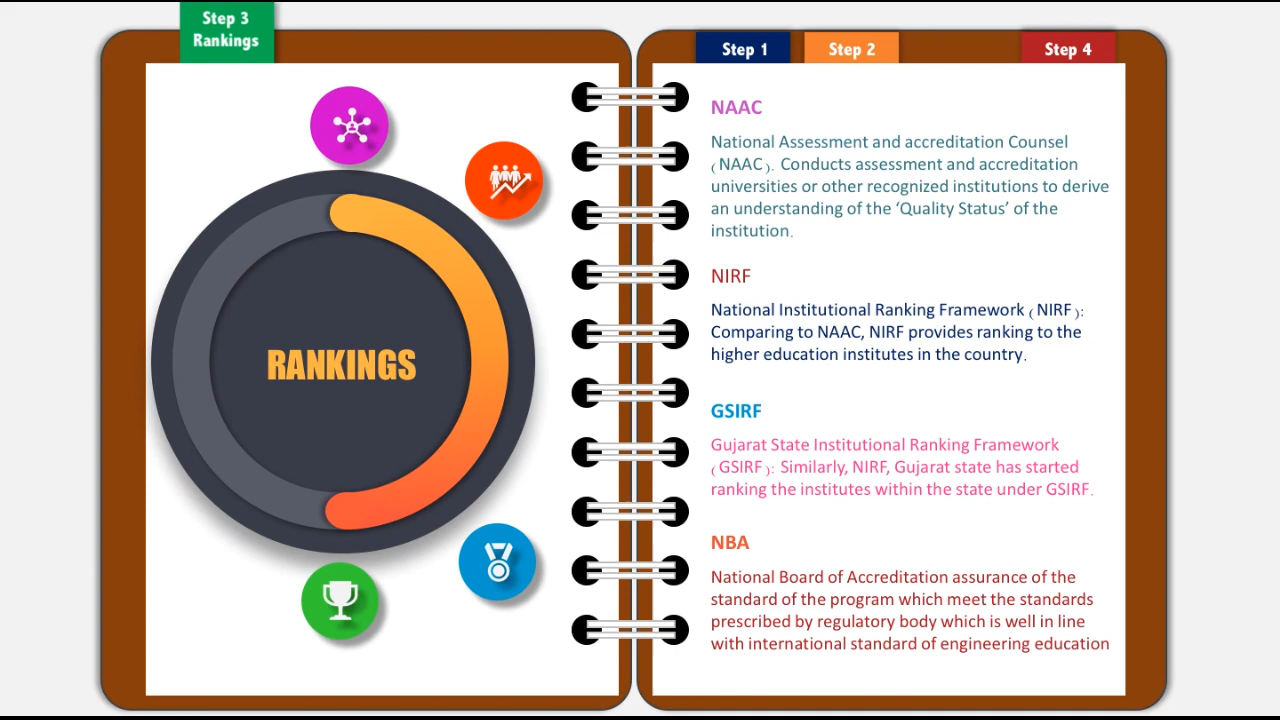 Step 3
Rankings
RANKINGS
Step 1
Step 2
Step 4
NAAC
National Assessment and accreditation Counsel
(NAAC). Conducts assessment and accreditation
universities or other recognized institutions to derive
an understanding of the ‘Quality Status’ of the
institution.
NIRF
National Institutional Ranking Framework (NIRF):
Comparing to NAAC, NIRF provides ranking to the
higher education institutes in the country.
GSIRF
Gujarat State Institutional Ranking Framework
(GSIRF): Similarly, NIRF, Gujarat state has started
ranking the institutes within the state under GSIRF.
NBA
National Board of Accreditation assurance of the
standard of the program which meet the standards
prescribed by regulatory body which is well in line
with international standard of engineering education